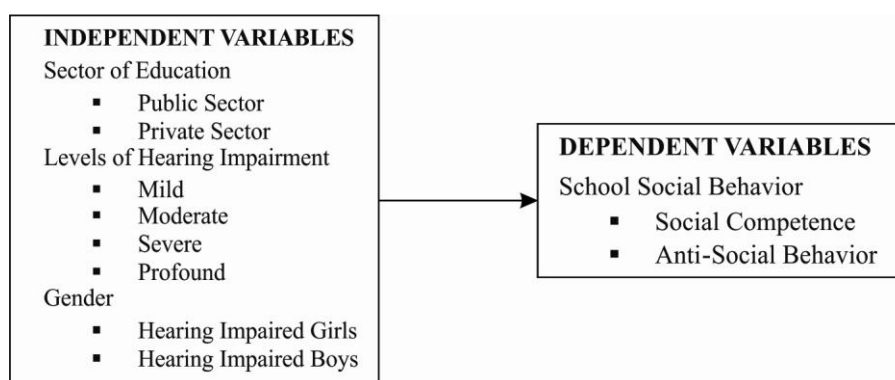 INDEPENDENT VARIABLES
Sector of Education
▪ Public Sector
▪ Private Sector
Levels of Hearing Impairment
▪ Mild
▪ Moderate
▪ Severe
▪ Profound
Gender
▪ Hearing Impaired Girls
▪ Hearing Impaired Boys
DEPENDENT VARIABLES
School Social Behavior
▪ Social Competence
▪ Anti-Social Behavior